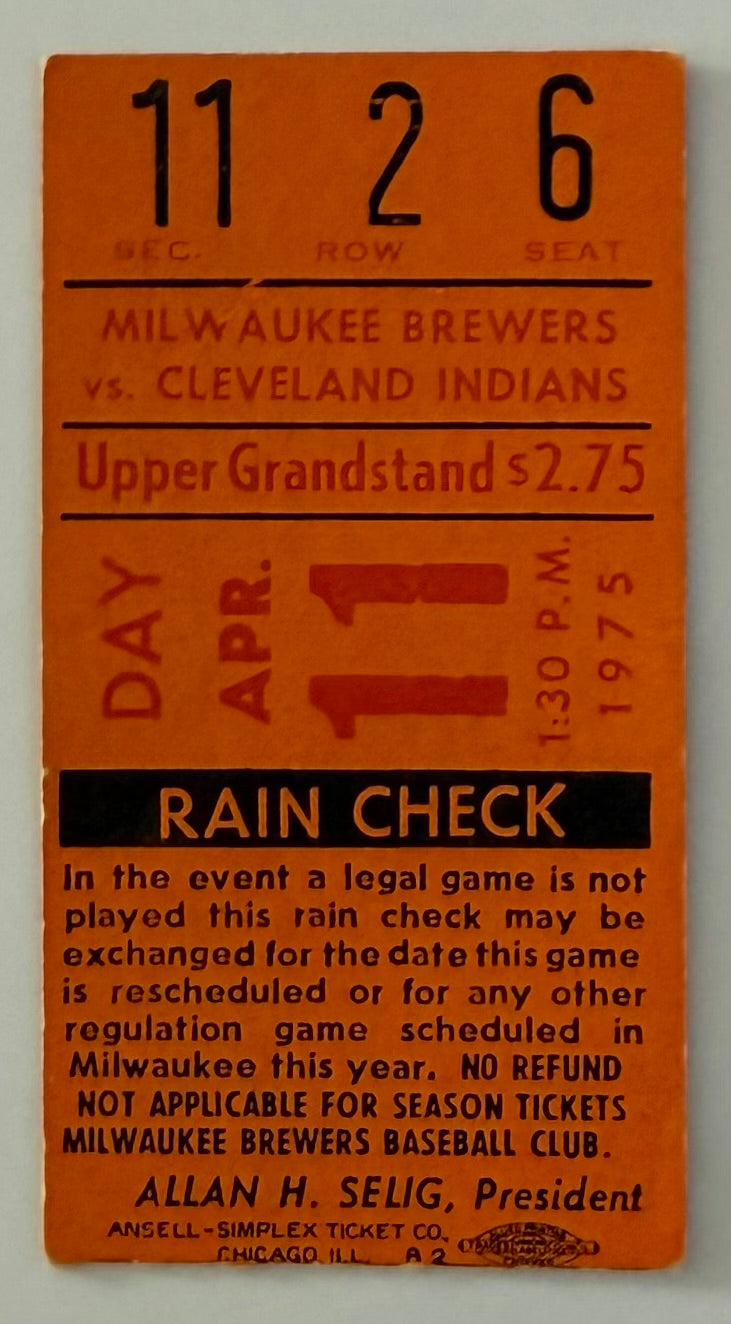 11 2 6
SEC. ROW SEAT
MILWAUKEE BREWERS
vs. CLEVELAND INDIANS
Upper Grandstand $2.75
DAY
APR.
11
1:30 P.M.
1975
RAIN CHECK
In the event a legal game is not
played this rain check may be
exchanged for the date this game
is rescheduled or for any other
regulation game scheduled in
Milwaukee this year. NO REFUND
NOT APPLICABLE FOR SEASON TICKETS
MILWAUKEE BREWERS BASEBALL CLUB.
ALLAN H. SELIG, President
ANSELL-SIMPLEX TICKET CO.
CHICAGO ILL. A 2